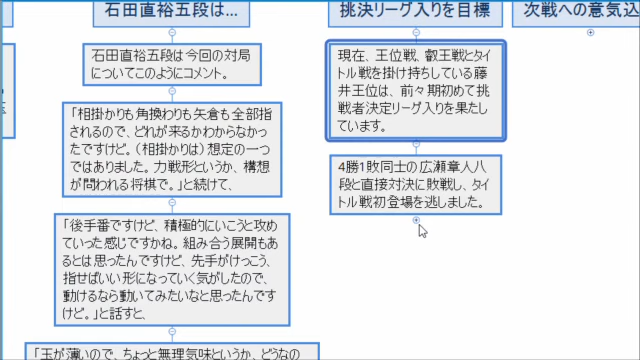 石田直裕五段は…
石田直裕五段は今回の対局
についてこのようにコメント。
「相掛かりも角換わりも矢倉も全部指
されるので、どれが来るかわからなかっ
たですけど。（相掛かりは）想定の一つ
ではありました。力戦形というか、構想
が問われる将棋で。」と続けて、
「後手番ですけど、積極的にいこうと攻め
ていった感じですかね。組み合う展開もあ
るとは思ったんですけど、先手がけっこう、
指せばいい形になっていく気がしたので、
動けるなら動いてみたいなと思ったんです
けど。」と話すと、
「玉が薄いので、ちょっと無理気味というか、どうなの
挑決リーグ入りを目標
現在、王位戦、叡王戦とタイ
トル戦を掛け持ちしている藤
井王位は、前々期初めて挑
戦者決定リーグ入りを果たし
ています。
4勝1敗同士の広瀬章人八
段と直接対決に敗戦し、タイ
トル戦初登場を逃しました。
次戦への意気込